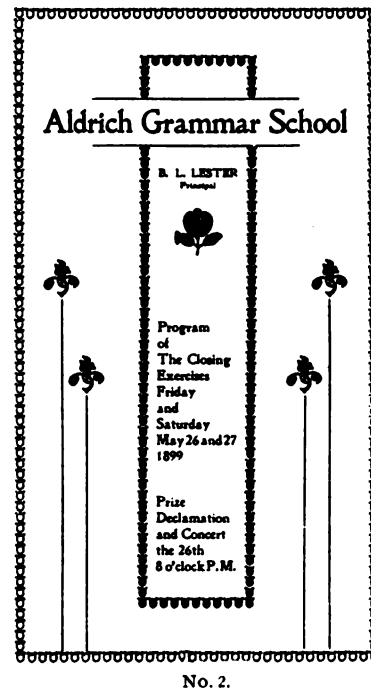 Aldrich Grammar School
B. L. LESTER
Principal
Program
of
The Closing
Exercises
Friday
and
Saturday
May 26 and 27
1899
Prize
Declamation
and Concert
the 26th
8 o'clock P.M.
No. 2.